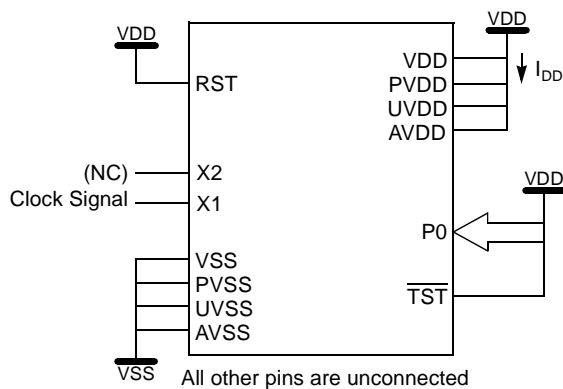 VDD
VDD
VDD
RST
PVDD
I DD
UVDD
AVDD
(NC)
X2
VDD
Clock Signal
X1
P0
VSS
PVSS
TST
UVSS
AVSS
VSS
All other pins are unconnected